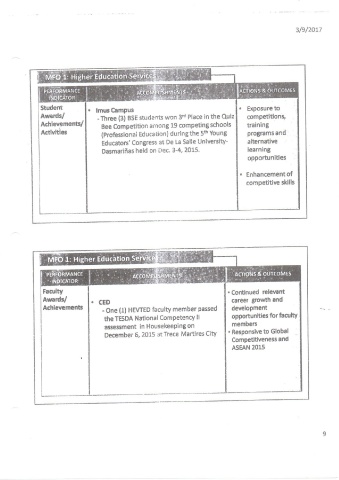 3/9/2017
MFO 1: Higher Education Services
PERFORMANCE INDICATOR
ACCOMPLISHMENTS
ACTIONS & OUTCOMES
Student
Awards/
Achievements/
Activities
• Imus Campus
- Three (3) BSE students won 3rd Place in the Quiz
Bee Competition among 19 competing schools
(Professional Education) during the 5th Young
Educators' Congress at De La Salle University-
Dasmariñas held on Dec. 3-4, 2015.
• Exposure to
competitions,
training
programs and
alternative
learning
opportunities
• Enhancement of
competitive skills
MFO 1: Higher Education Services
PERFORMANCE
INDICATOR
ACCOMPLISHMENTS
ACTIONS & OUTCOMES
Faculty
Awards/
Achievements
• CED
- One (1) HEVTED faculty member passed
the TESDA National Competency II
assessment in Housekeeping on
December 6, 2015 at Trece Martires City
• Continued relevant
career growth and
development
opportunities for faculty
members
• Responsive to Global
Competitiveness and
ASEAN 2015
9